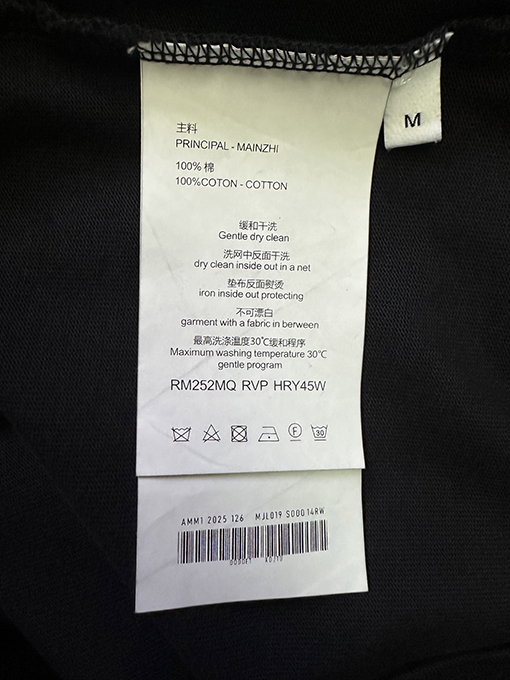 M
主料
PRINCIPAL - MAINZHI
100% 棉
100%COTON - COTTON
缓和干洗
Gentle dry clean
洗网中反面干洗
dry clean inside out in a net
垫布反面熨烫
iron inside out protecting
不可漂白
garment with a fabric in berween
最高洗涤温度30℃缓和程序
Maximum washing temperature 30℃
gentle program
RM252MQ RVP HRY45W
F 30
AMM1 2025 126 MJL019 S00014RW